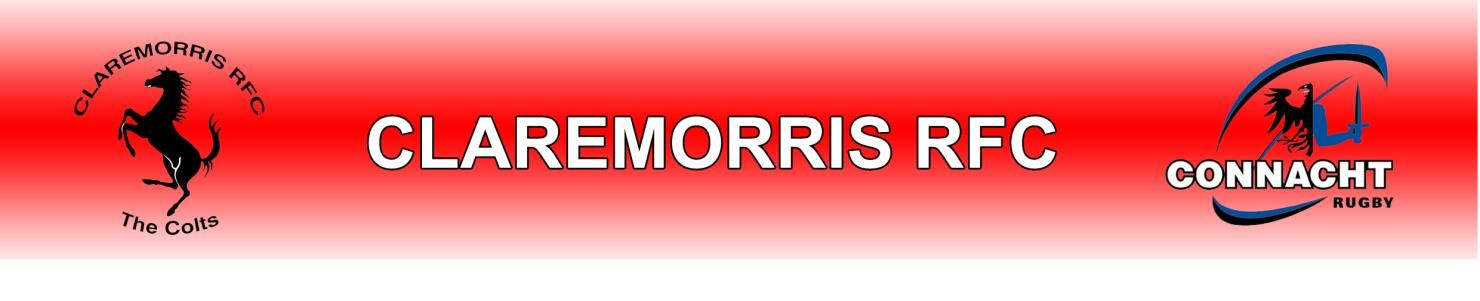 CLAREMORRIS RFC
The Colts
CLAREMORRIS RFC
CONNACHT
RUGBY